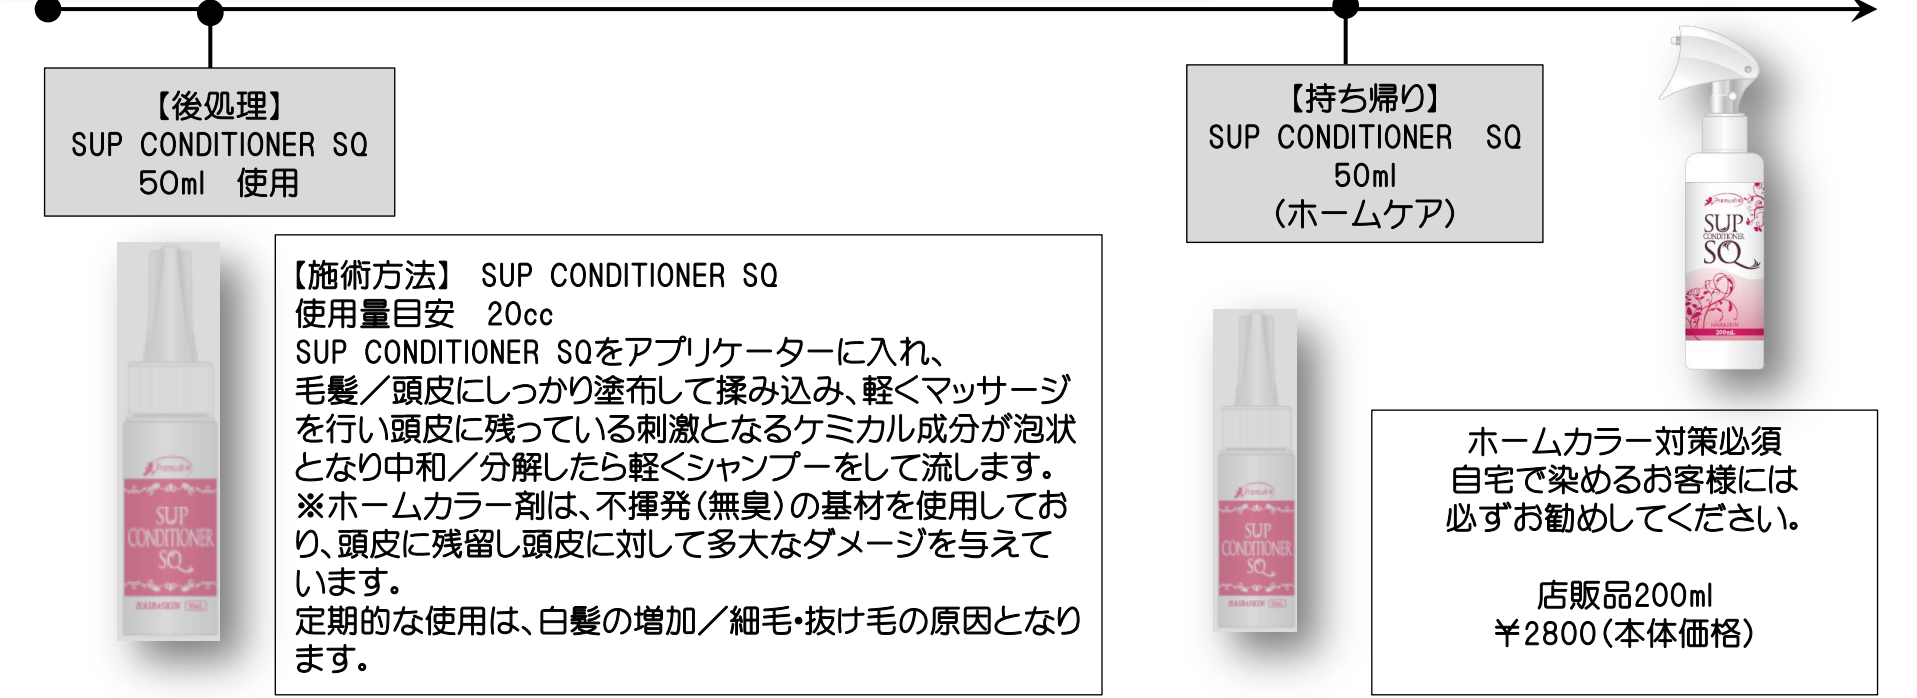 【後処理】
SUP CONDITIONER SQ
50ml 使用
【持ち帰り】
SUP CONDITIONER SQ
50ml
(ホームケア)
Premushe
SUP
CONDITIONER
SQ
HAIR&SKIN
200mL
【施術方法】 SUP CONDITIONER SQ
使用量目安 20cc
SUP CONDITIONER SQをアプリケーターに入れ、
毛髪／頭皮にしっかり塗布して揉み込み、軽くマッサージ
を行い頭皮に残っている刺激となるケミカル成分が泡状
となり中和／分解したら軽くシャンプーをして流します。
※ホームカラー剤は、不揮発(無臭)の基材を使用してお
り、頭皮に残留し頭皮に対して多大なダメージを与えて
います。
定期的な使用は、白髪の増加／細毛・抜け毛の原因となり
ます。
SUP
CONDITIONER
SQ
HAIR&SKIN
SUP
CONDITIONER
SQ
HAIR&SKIN
ホームカラー対策必須
自宅で染めるお客様には
必ずお勧めしてください。
店販品200ml
￥2800(本体価格)